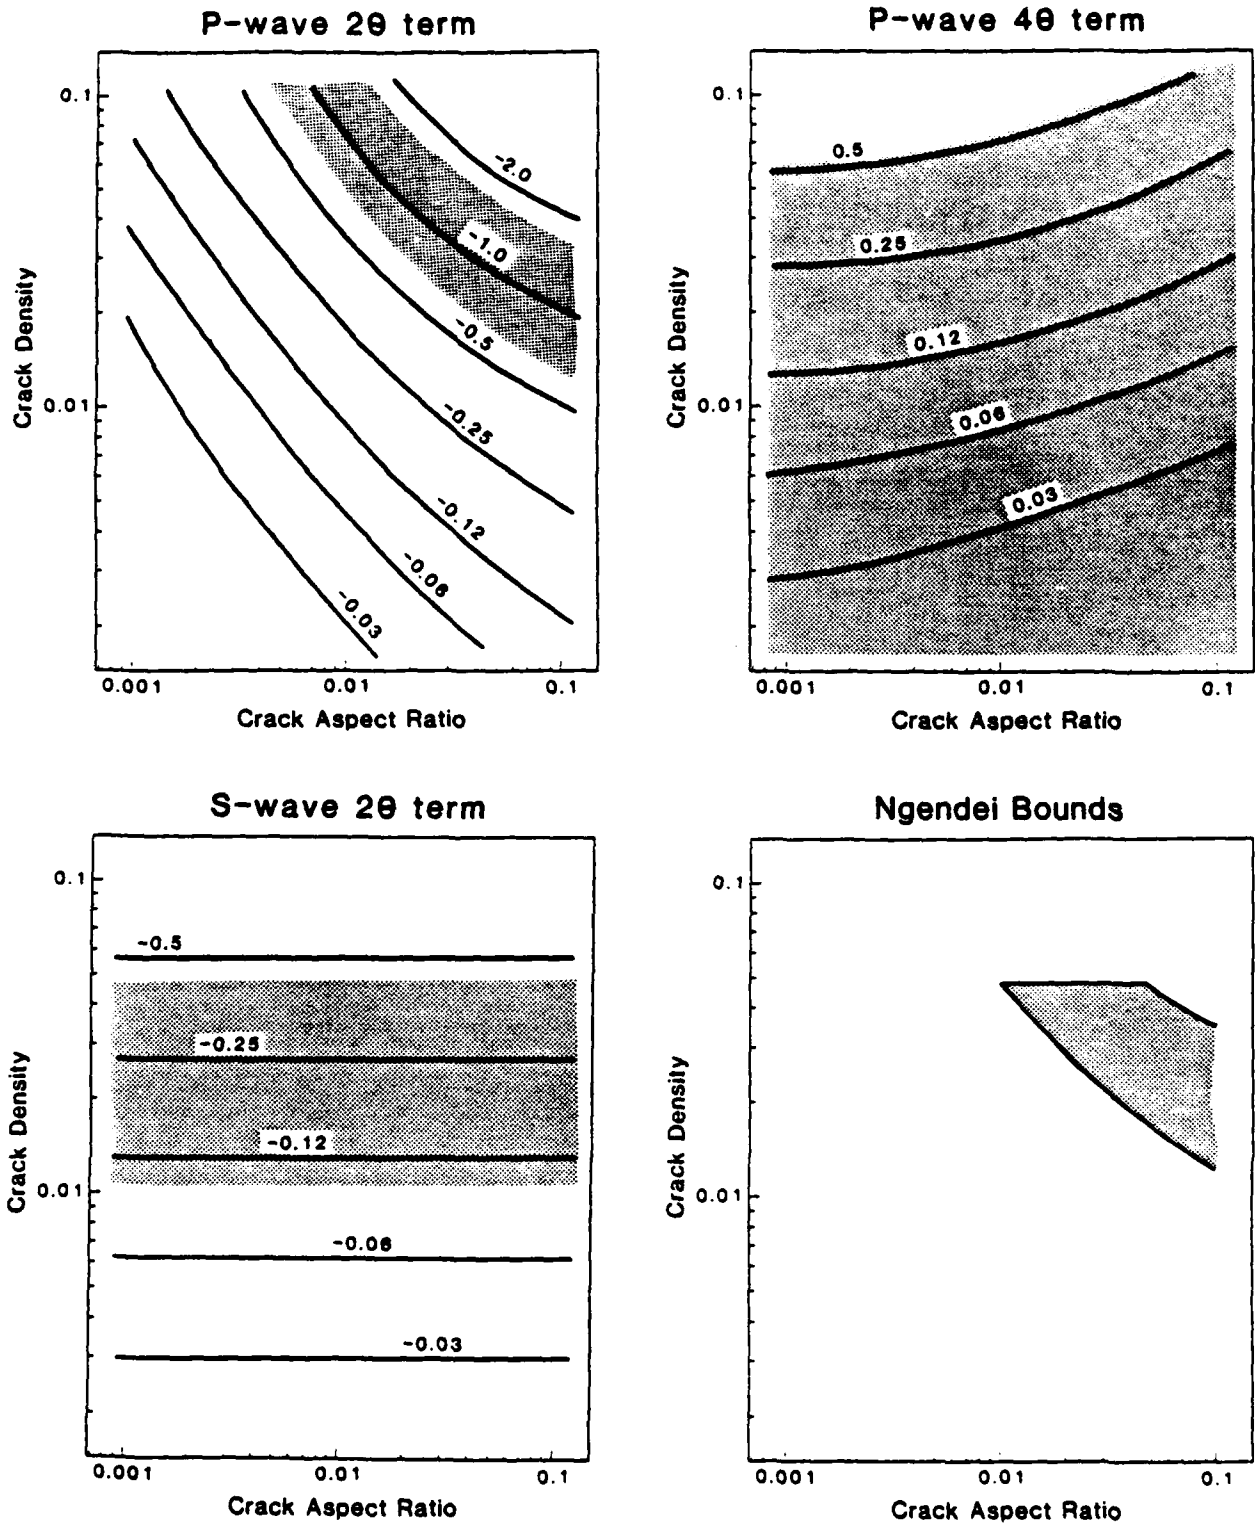 P-wave 2θ term
0.1
0.01
Crack Density
-2.0
-1.0
-0.5
-0.25
-0.12
-0.06
-0.03
0.001 0.01 0.1
Crack Aspect Ratio
P-wave 4θ term
0.1
0.01
Crack Density
0.5
0.25
0.12
0.06
0.03
0.001 0.01 0.1
Crack Aspect Ratio
S-wave 2θ term
0.1
0.01
Crack Density
-0.5
-0.25
-0.12
-0.06
-0.03
0.001 0.01 0.1
Crack Aspect Ratio
Ngendei Bounds
0.1
0.01
Crack Density
0.001 0.01 0.1
Crack Aspect Ratio